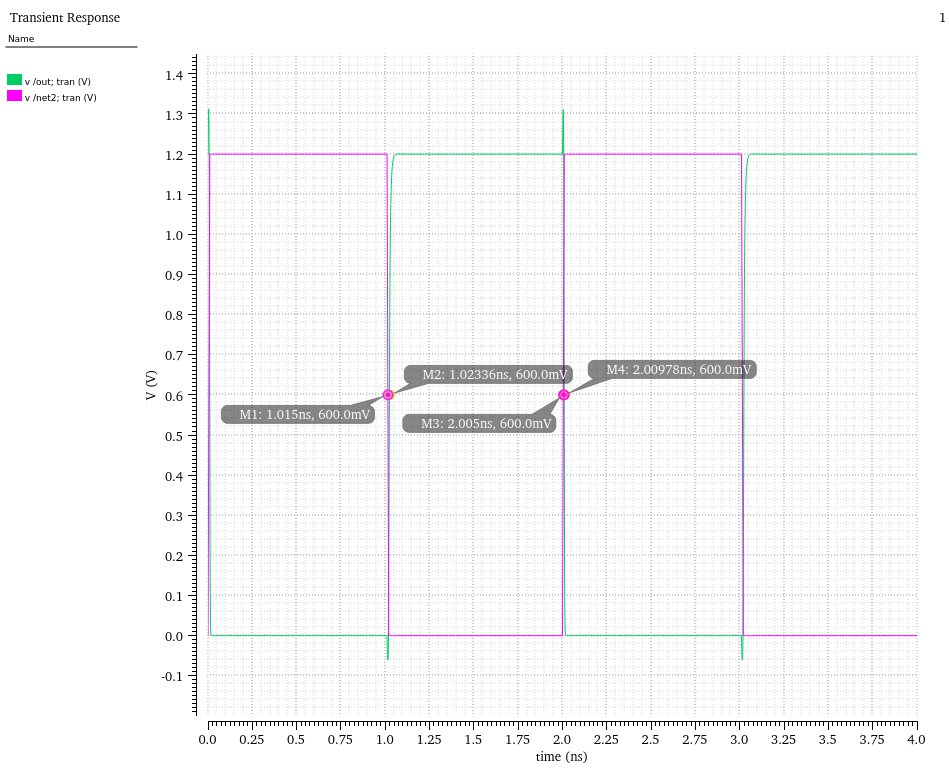 Transient Response
1
Name
v /out; tran (V)
v /net2; tran (V)
V (V)
1.4
1.3
1.2
1.1
1.0
0.9
0.8
0.7
0.6
0.5
0.4
0.3
0.2
0.1
0.0
-0.1
M2: 1.02336ns, 600.0mV
M4: 2.00978ns, 600.0mV
M1: 1.015ns, 600.0mV
M3: 2.005ns, 600.0mV
0.0 0.25 0.5 0.75 1.0 1.25 1.5 1.75 2.0 2.25 2.5 2.75 3.0 3.25 3.5 3.75 4.0
time (ns)